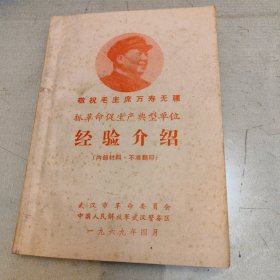 敬祝毛主席万寿无疆
抓革命促生产典型单位
经验介绍
(内部材料·不准翻印)
武汉市革命委员会
中国人民解放军武汉警备区
一九六九年四月